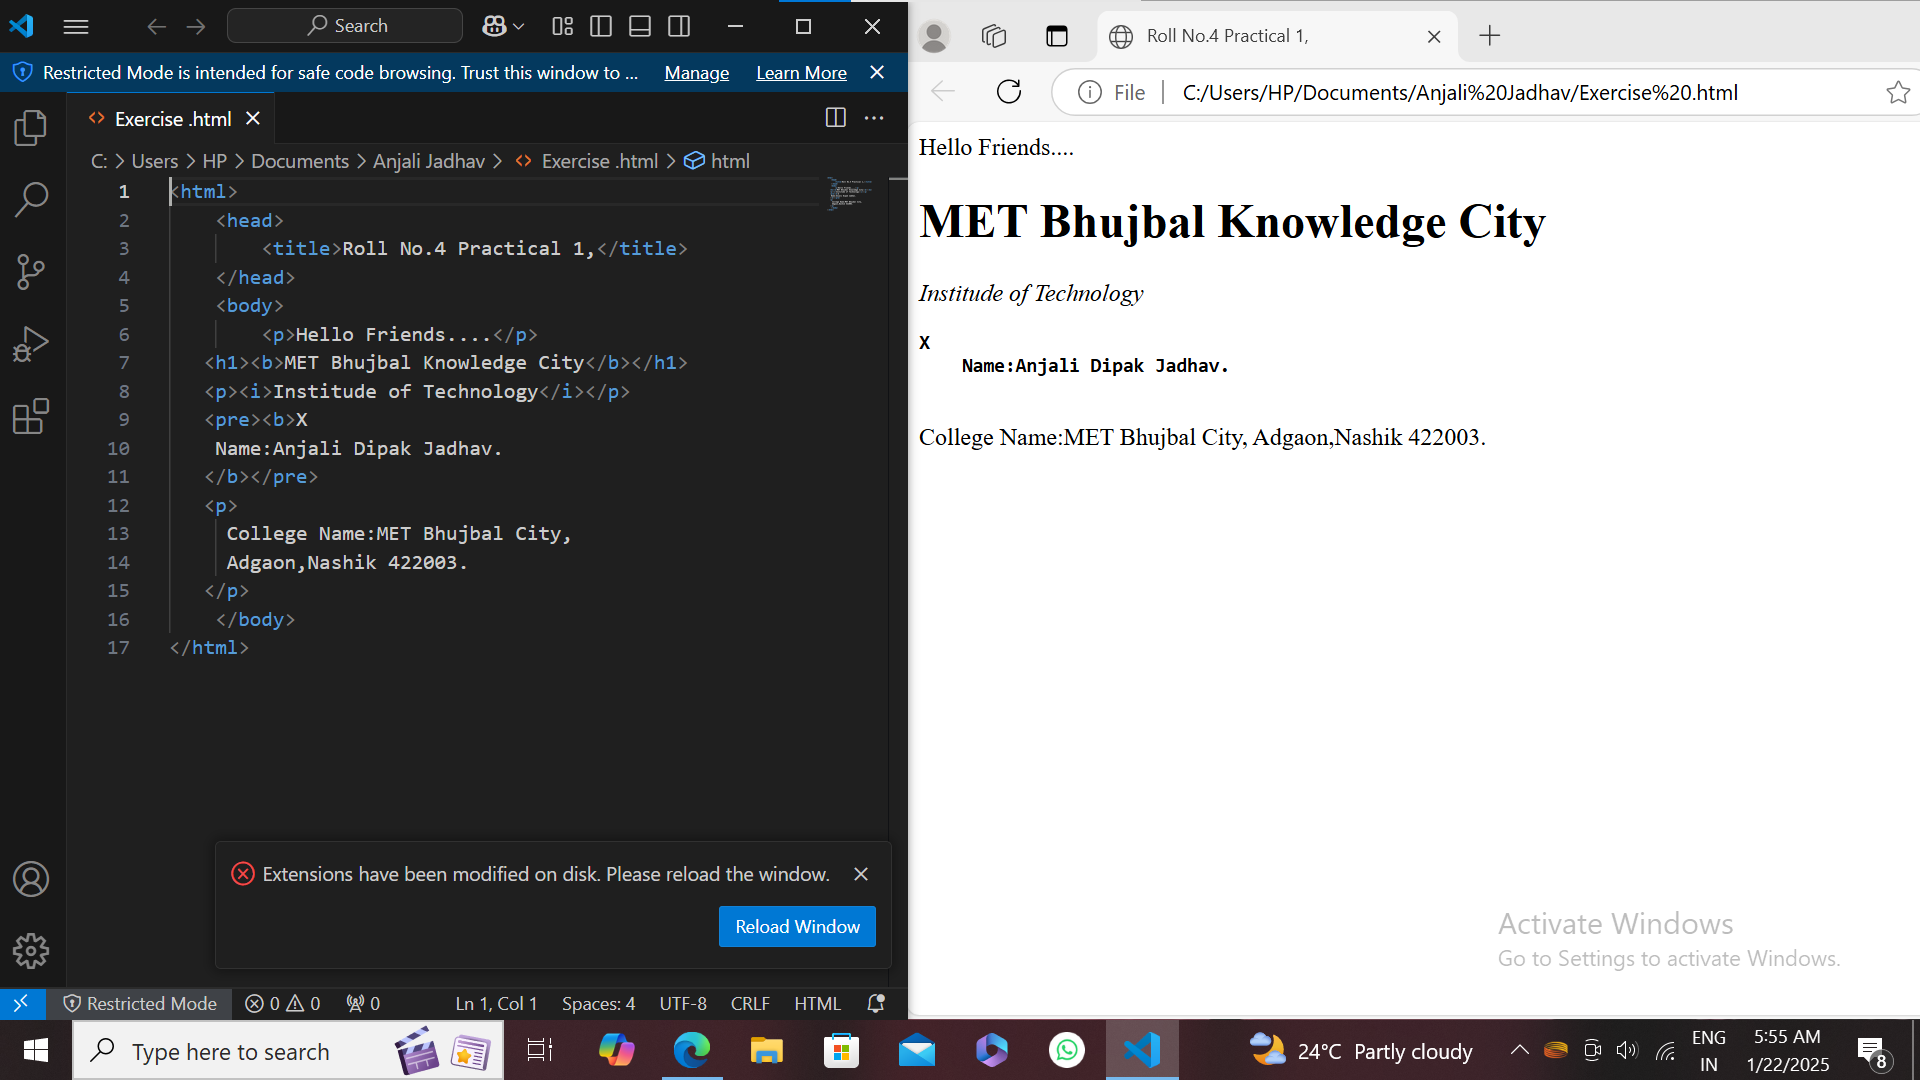 Search
Restricted Mode is intended for safe code browsing. Trust this window to ... Manage Learn More
Exercise .html
C: > Users > HP > Documents > Anjali Jadhav > Exercise .html > html
1 <html>
2 <head>
3 <title>Roll No.4 Practical 1,</title>
4 </head>
5 <body>
6 <p>Hello Friends....</p>
7 <h1><b>MET Bhujbal Knowledge City</b></h1>
8 <p><i>Institude of Technology</i></p>
9 <pre><b>X
10 Name:Anjali Dipak Jadhav.
11 </b></pre>
12 <p>
13 College Name:MET Bhujbal City,
14 Adgaon,Nashik 422003.
15 </p>
16 </body>
17 </html>
Extensions have been modified on disk. Please reload the window.
Reload Window
Restricted Mode 0 0 0 Ln 1, Col 1 Spaces: 4 UTF-8 CRLF HTML
Roll No.4 Practical 1,
File C:/Users/HP/Documents/Anjali%20Jadhav/Exercise%20.html
Hello Friends....
MET Bhujbal Knowledge City
Institude of Technology
X
Name:Anjali Dipak Jadhav.
College Name:MET Bhujbal City, Adgaon,Nashik 422003.
Activate Windows
Go to Settings to activate Windows.
Type here to search
24°C Partly cloudy
ENG
IN
5:55 AM
1/22/2025
8